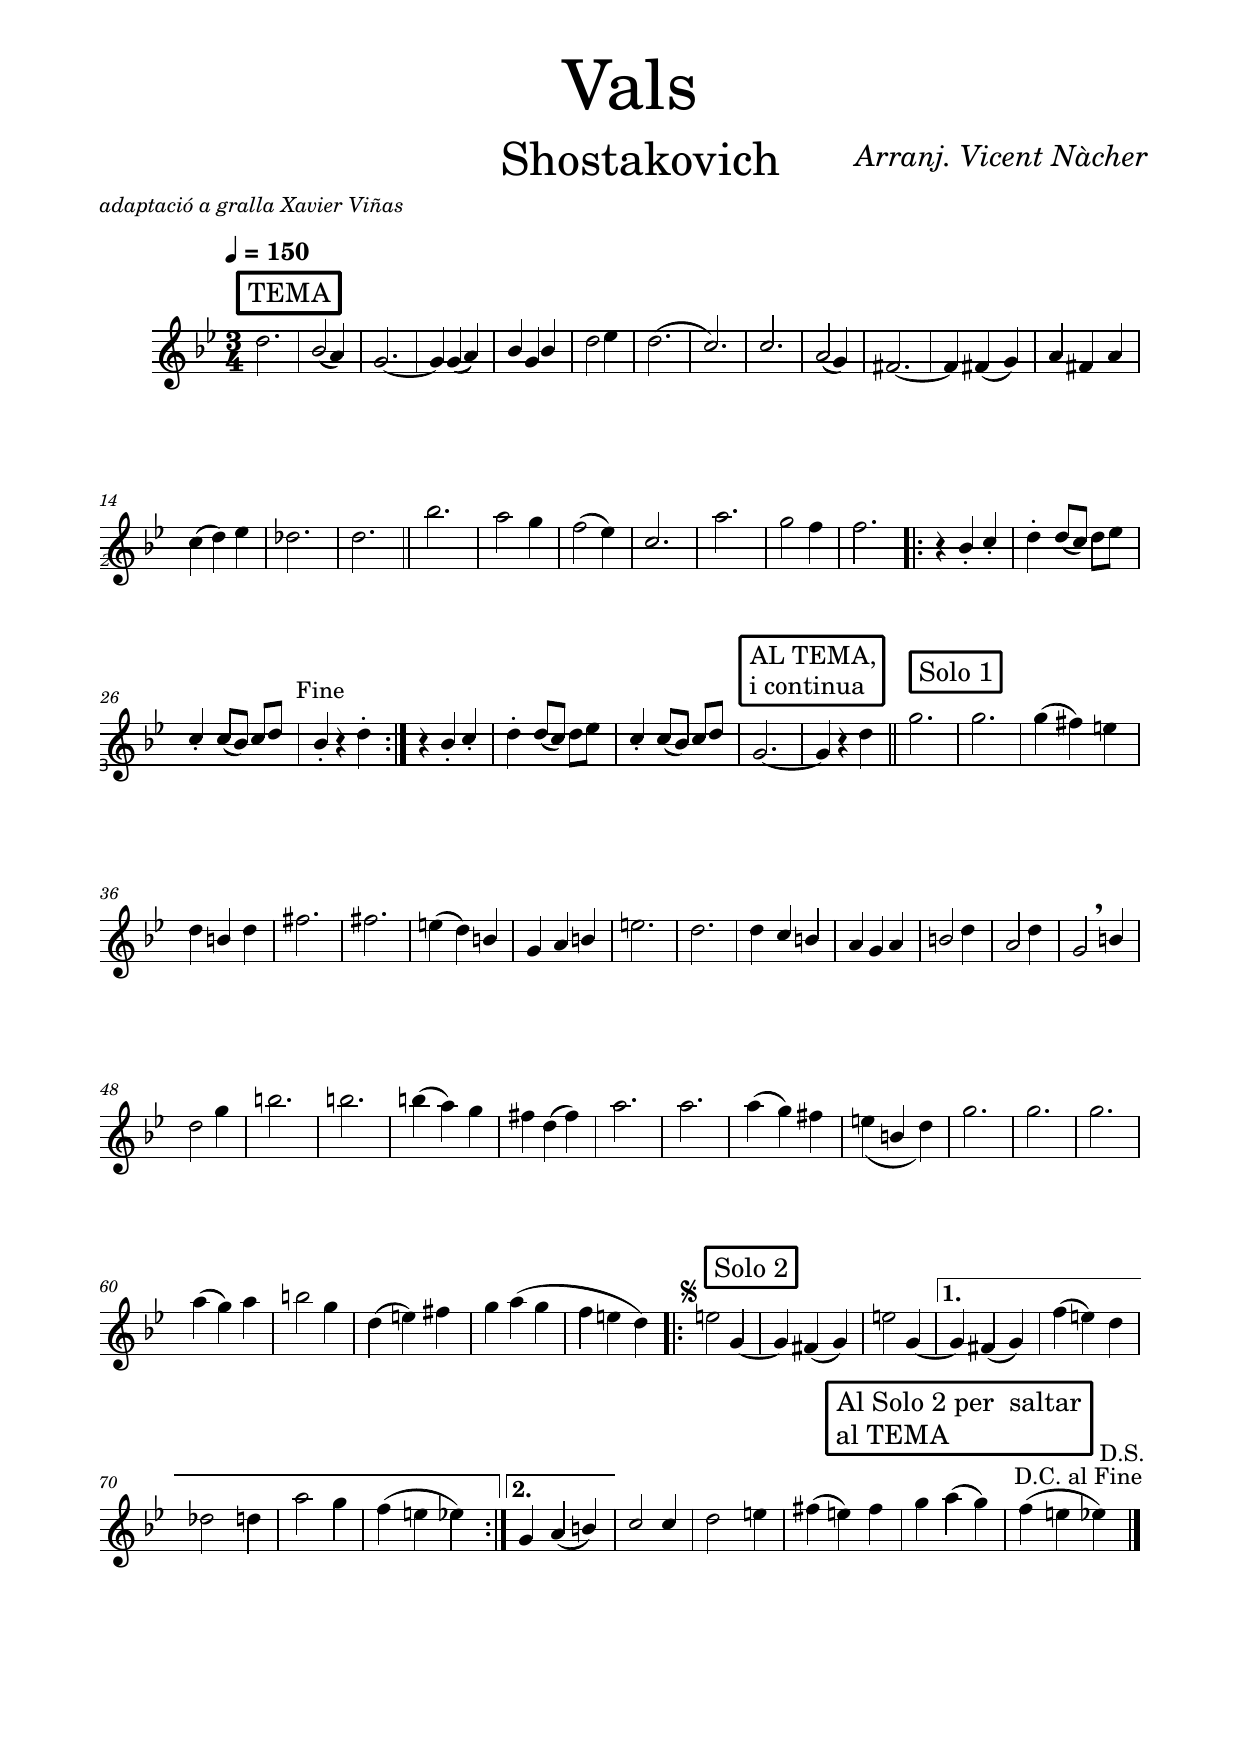 Vals
Shostakovich
Arranj. Vicent Nàcher
adaptació a gralla Xavier Viñas
= 150
TEMA
3
4
14
2
26
Fine
AL TEMA,
i continua
Solo 1
3
36
48
60
Solo 2
1.
Al Solo 2 per  saltar
al TEMA
D.S.
D.C. al Fine
70
2.